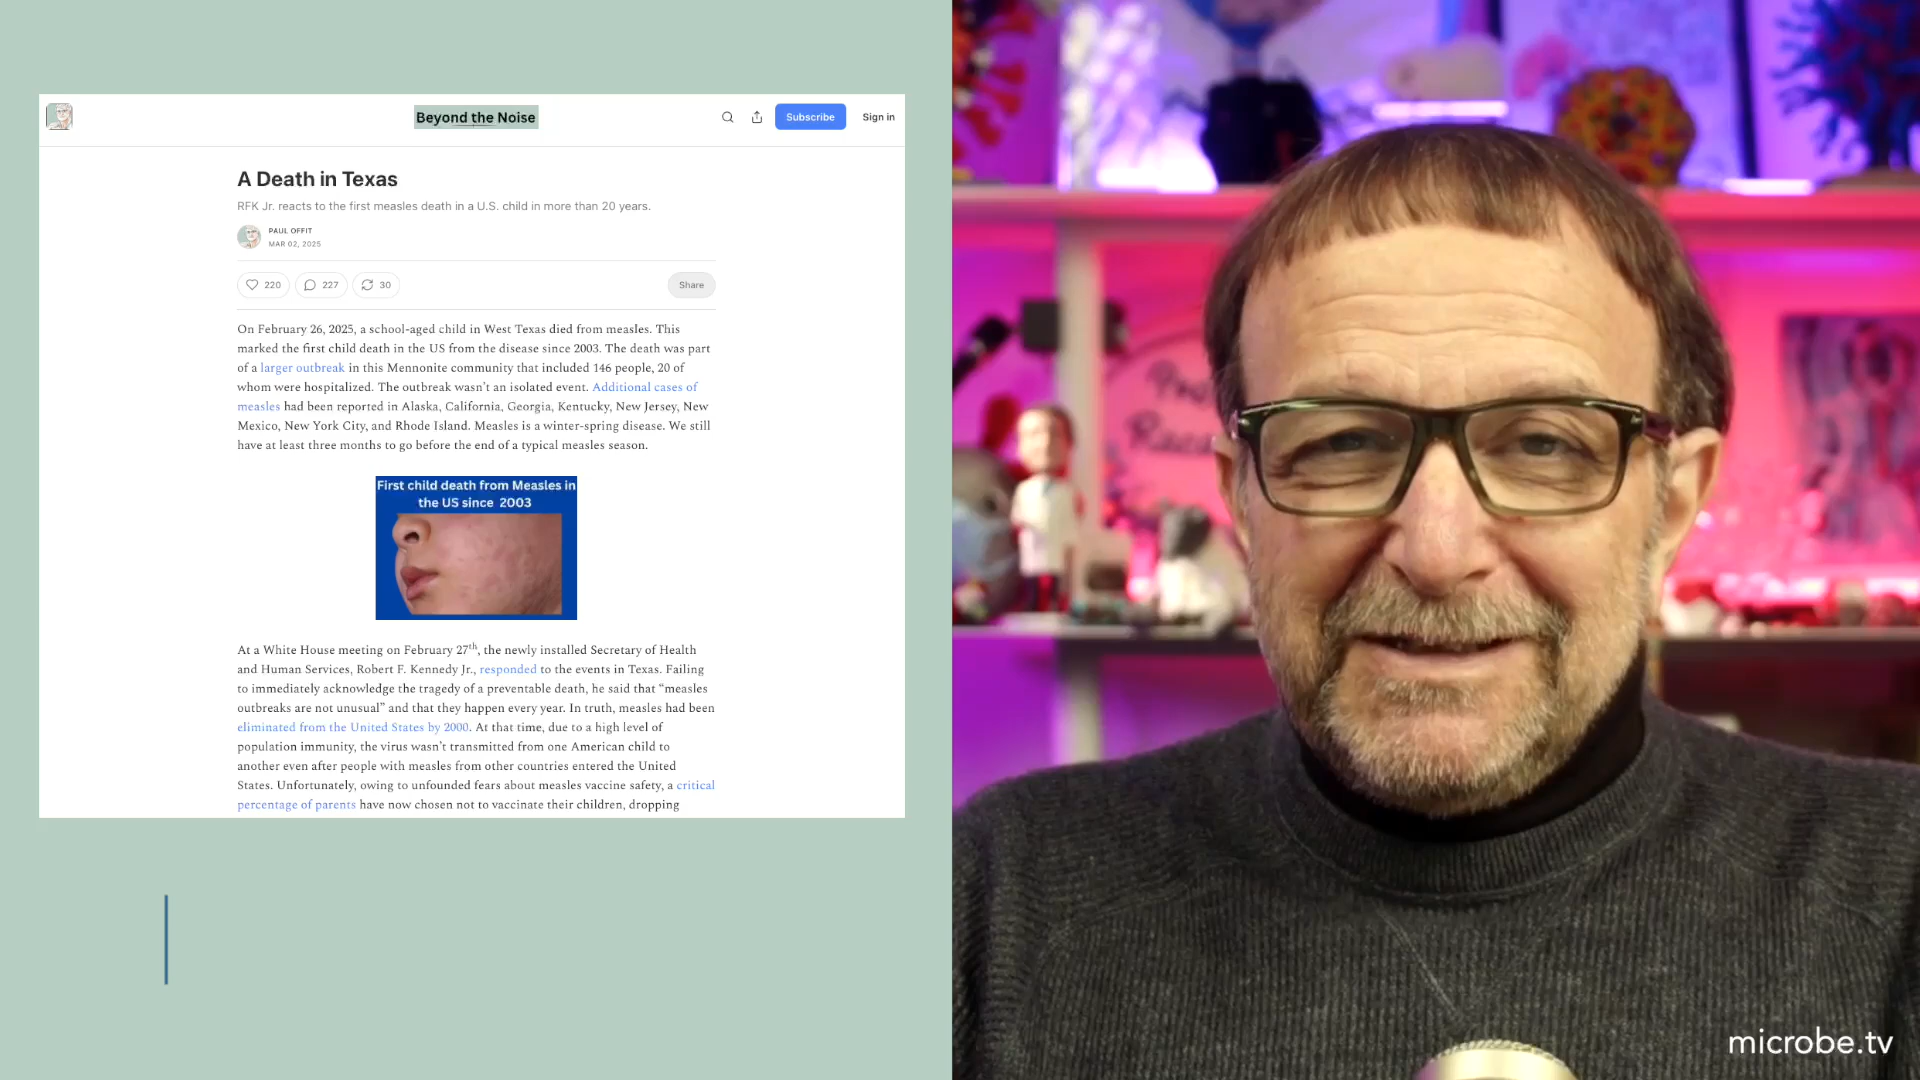 Beyond the Noise
Subscribe
Sign in
A Death in Texas
RFK Jr. reacts to the first measles death in a U.S. child in more than 20 years.
PAUL OFFIT
MAR 02, 2025
220
227
30
Share
On February 26, 2025, a school-aged child in West Texas died from measles. This
marked the first child death in the US from the disease since 2003. The death was part
of a larger outbreak in this Mennonite community that included 146 people, 20 of
whom were hospitalized. The outbreak wasn’t an isolated event. Additional cases of
measles had been reported in Alaska, California, Georgia, Kentucky, New Jersey, New
Mexico, New York City, and Rhode Island. Measles is a winter-spring disease. We still
have at least three months to go before the end of a typical measles season.
First child death from Measles in
the US since 2003
At a White House meeting on February 27th, the newly installed Secretary of Health
and Human Services, Robert F. Kennedy Jr., responded to the events in Texas. Failing
to immediately acknowledge the tragedy of a preventable death, he said that “measles
outbreaks are not unusual” and that they happen every year. In truth, measles had been
eliminated from the United States by 2000. At that time, due to a high level of
population immunity, the virus wasn’t transmitted from one American child to
another even after people with measles from other countries entered the United
States. Unfortunately, owing to unfounded fears about measles vaccine safety, a critical
percentage of parents have now chosen not to vaccinate their children, dropping
microbe.tv